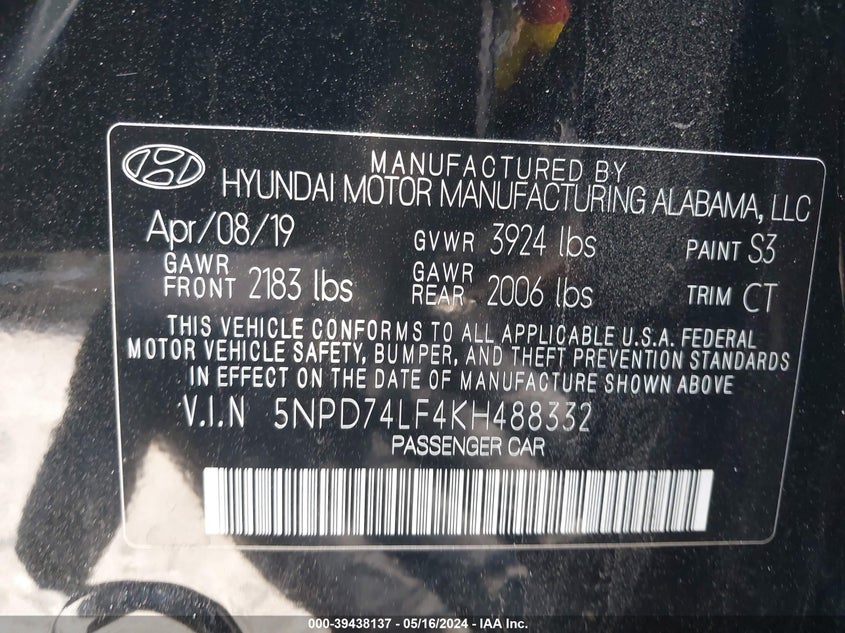 MANUFACTURED BY
HYUNDAI MOTOR MANUFACTURING ALABAMA, LLC
Apr/08/19 GVWR 3924 lbs PAINT S3
GAWR FRONT 2183 lbs GAWR REAR 2006 lbs TRIM CT
THIS VEHICLE CONFORMS TO ALL APPLICABLE U.S.A. FEDERAL
MOTOR VEHICLE SAFETY, BUMPER, AND THEFT PREVENTION STANDARDS
IN EFFECT ON THE DATE OF MANUFACTURE SHOWN ABOVE
V.I.N 5NPD74LF4KH488332
PASSENGER CAR
000-39438137 - 05/16/2024 - IAA Inc.